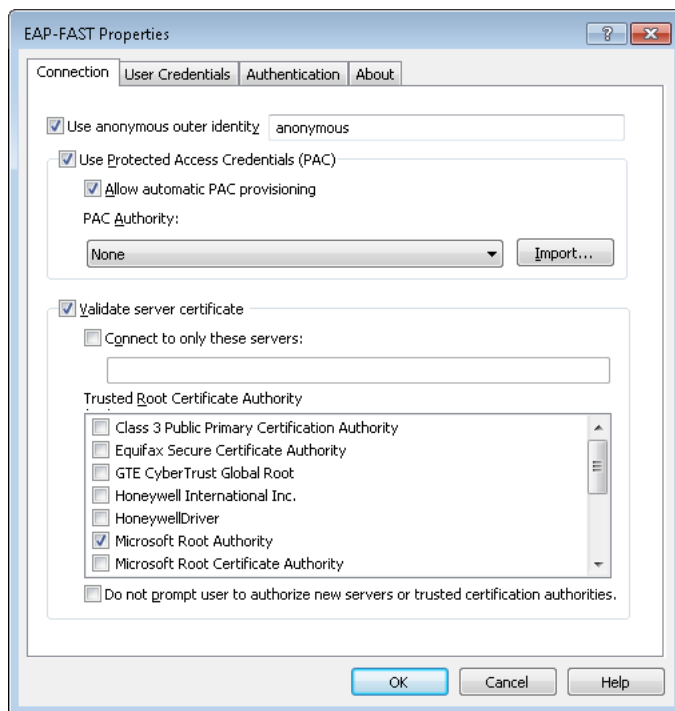 EAP-FAST Properties
Connection User Credentials Authentication About
Use anonymous outer identity anonymous
Use Protected Access Credentials (PAC)
Allow automatic PAC provisioning
PAC Authority:
None Import...
Validate server certificate
Connect to only these servers:
Trusted Root Certificate Authority
Class 3 Public Primary Certification Authority
Equifax Secure Certificate Authority
GTE CyberTrust Global Root
Honeywell International Inc.
HoneywellDriver
Microsoft Root Authority
Microsoft Root Certificate Authority
Do not prompt user to authorize new servers or trusted certification authorities.
OK Cancel Help